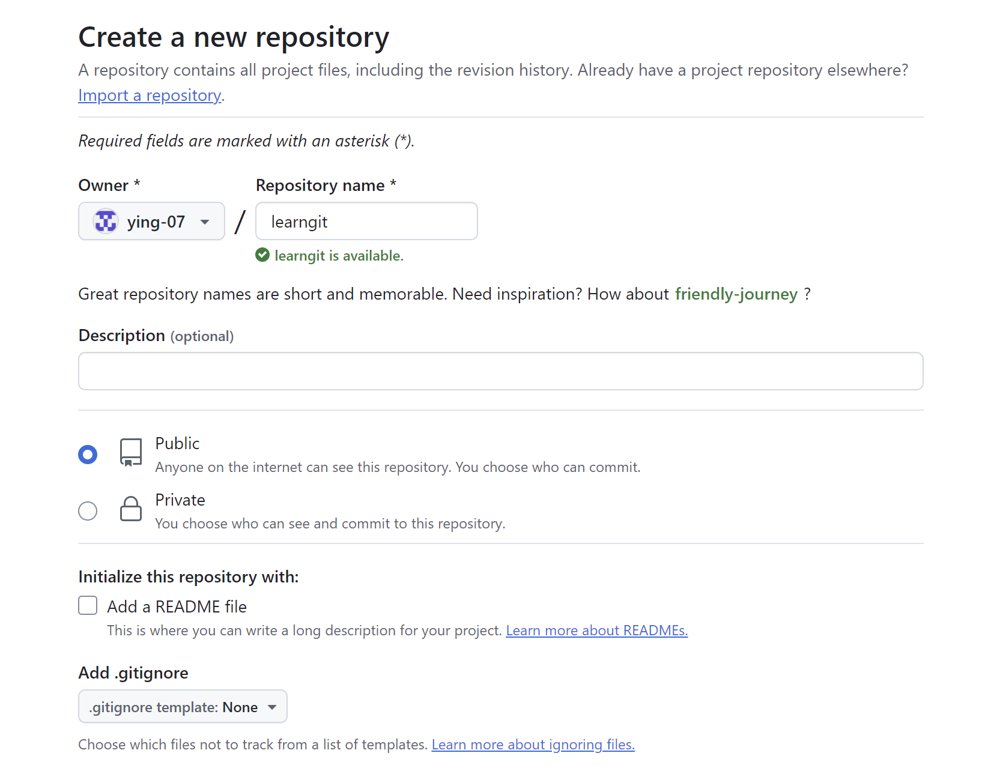 Create a new repository
A repository contains all project files, including the revision history. Already have a project repository elsewhere?
Import a repository.
Required fields are marked with an asterisk (*).
Owner *
Repository name *
ying-07
/
learngit
learngit is available.
Great repository names are short and memorable. Need inspiration? How about friendly-journey ?
Description (optional)
Public
Anyone on the internet can see this repository. You choose who can commit.
Private
You choose who can see and commit to this repository.
Initialize this repository with:
Add a README file
This is where you can write a long description for your project. Learn more about READMEs.
Add .gitignore
.gitignore template: None
Choose which files not to track from a list of templates. Learn more about ignoring files.